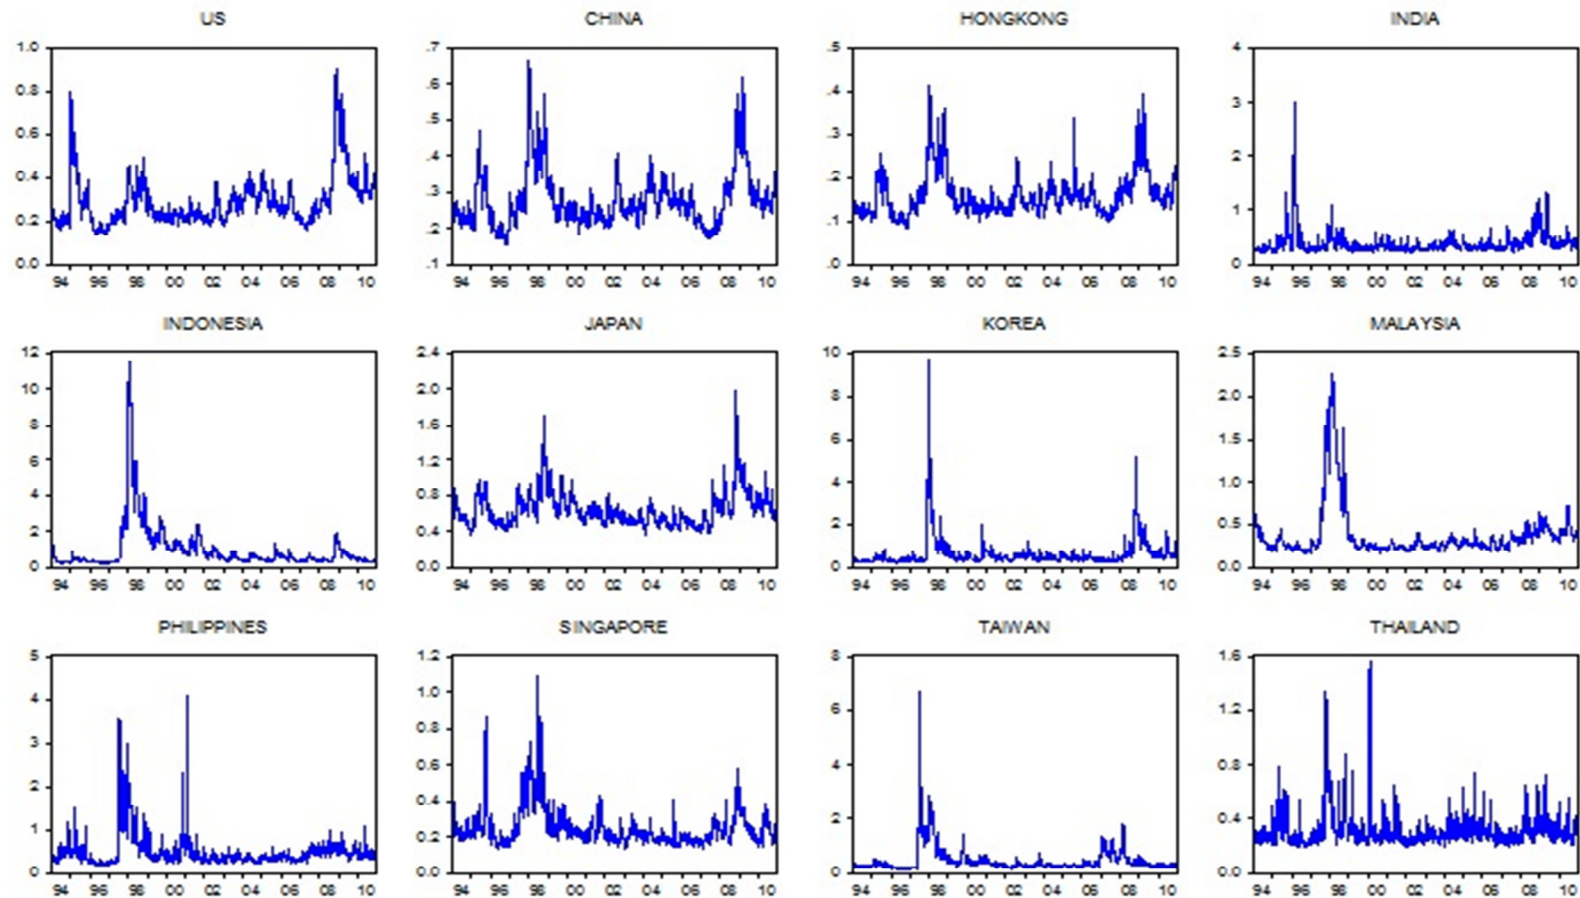 US CHINA HONGKONG INDIA
1.0 .7 .5 4
0.8 .6 .4 3
0.6 .5 .3 2
0.4 .4 .2 1
0.2 .3 .1 0
0.0 .2 .0
.1
94 96 98 00 02 04 06 08 10 94 96 98 00 02 04 06 08 10 94 96 98 00 02 04 06 08 10 94 96 98 00 02 04 06 08 10
INDONESIA JAPAN KOREA MALAYSIA
12 2.4 10 2.5
10 2.0 8 2.0
8 1.6 6 1.5
6 1.2 4 1.0
4 0.8 2 0.5
2 0.4 0 0.0
0 0.0
94 96 98 00 02 04 06 08 10 94 96 98 00 02 04 06 08 10 94 96 98 00 02 04 06 08 10 94 96 98 00 02 04 06 08 10
PHILIPPINES SINGAPORE TAIWAN THAILAND
5 1.2 8 1.6
4 1.0 6 1.2
3 0.8 4 0.8
2 0.6 2 0.4
1 0.4 0 0.0
0 0.2
0.0
94 96 98 00 02 04 06 08 10 94 96 98 00 02 04 06 08 10 94 96 98 00 02 04 06 08 10 94 96 98 00 02 04 06 08 10